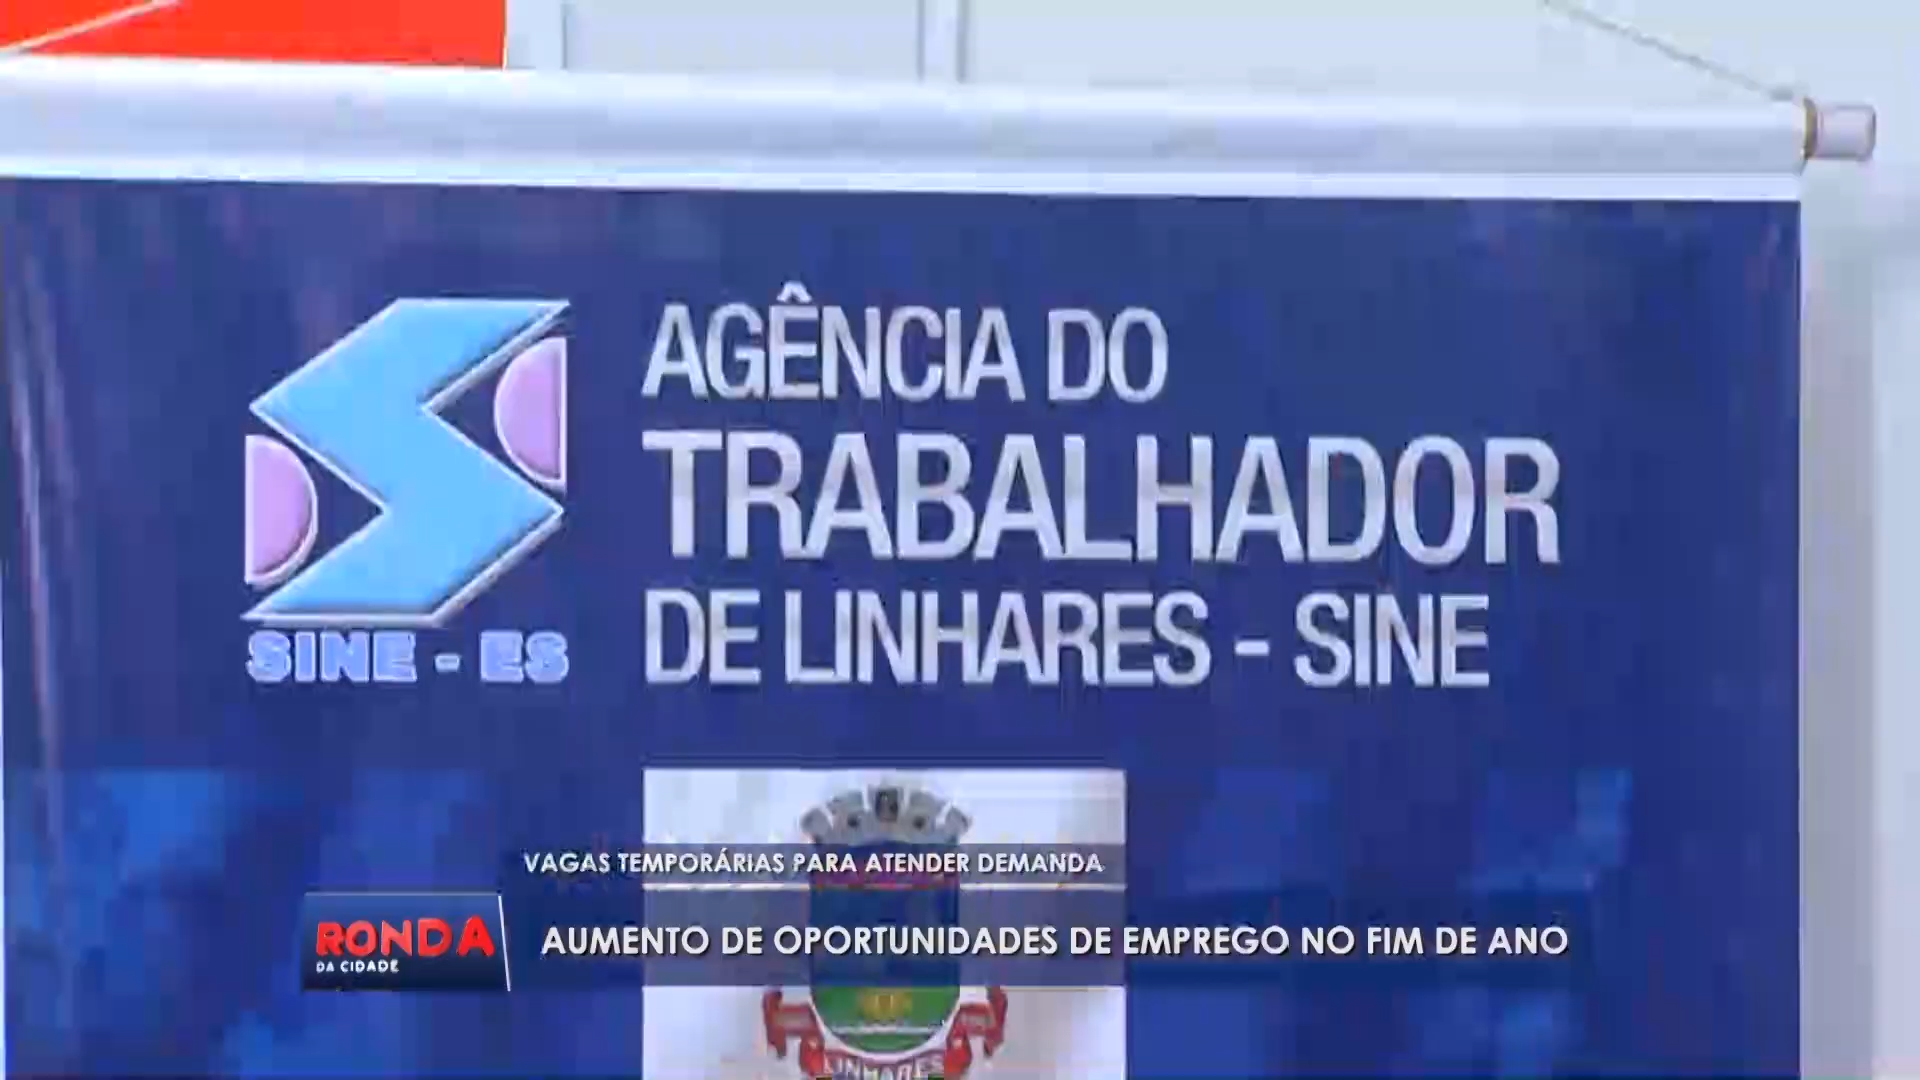 AGÊNCIA DO
TRABALHADOR
DE LINHARES - SINE
SINE - ES
VAGAS TEMPORÁRIAS PARA ATENDER DEMANDA
RONDA
DA CIDADE
AUMENTO DE OPORTUNIDADES DE EMPREGO NO FIM DE ANO
LINHARES